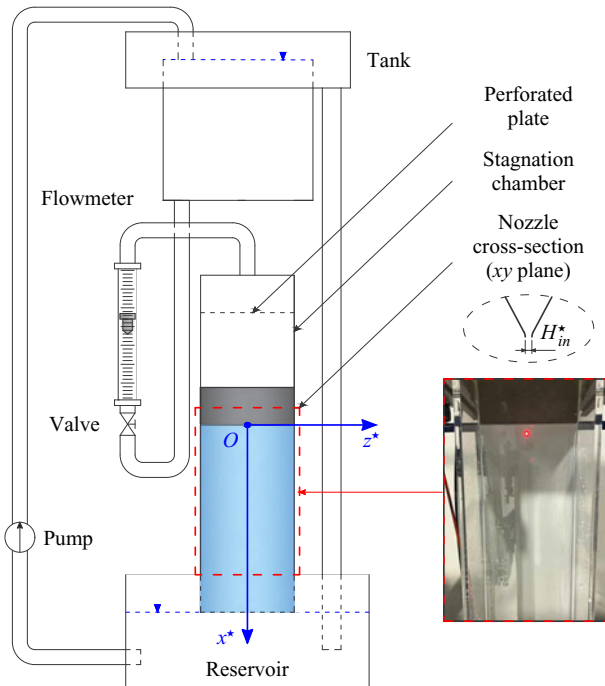 Tank
Perforated
plate
Stagnation
chamber
Flowmeter
Nozzle
cross-section
(xy plane)
H*in
Valve
O
z*
Pump
x*
Reservoir